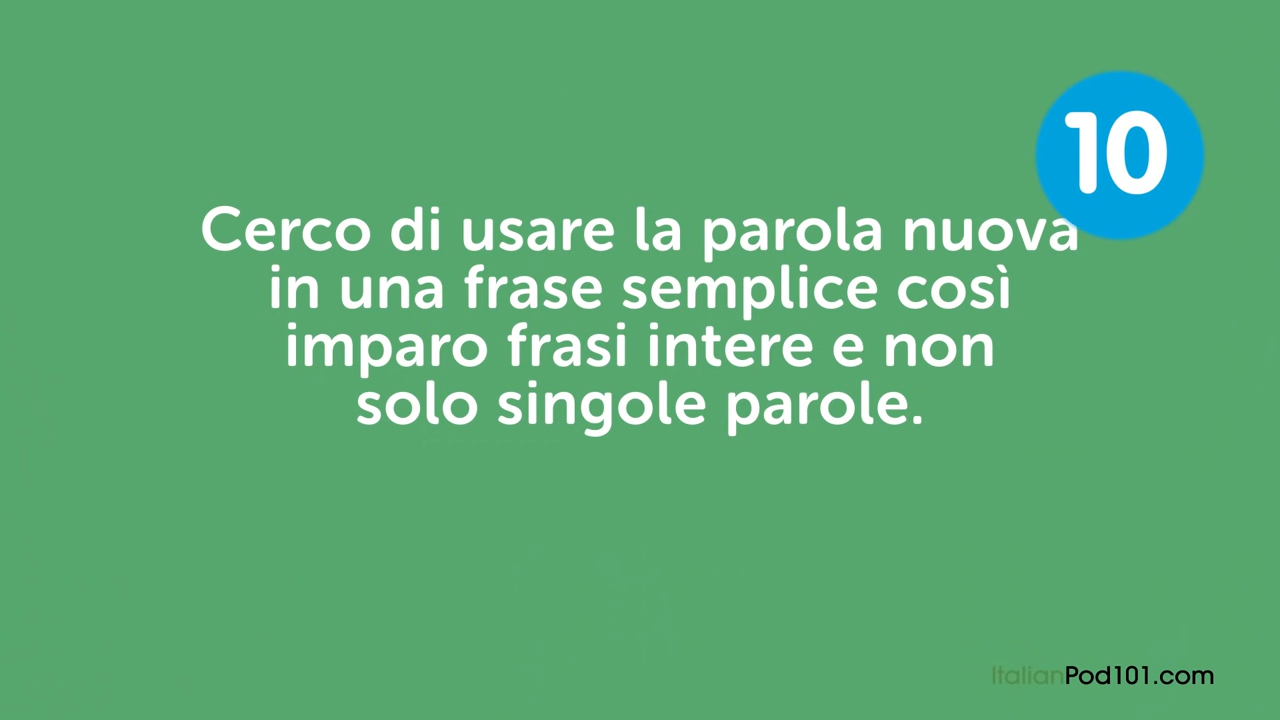 10
Cerco di usare la parola nuova
in una frase semplice così
imparo frasi intere e non
solo singole parole.
ItalianPod101.com